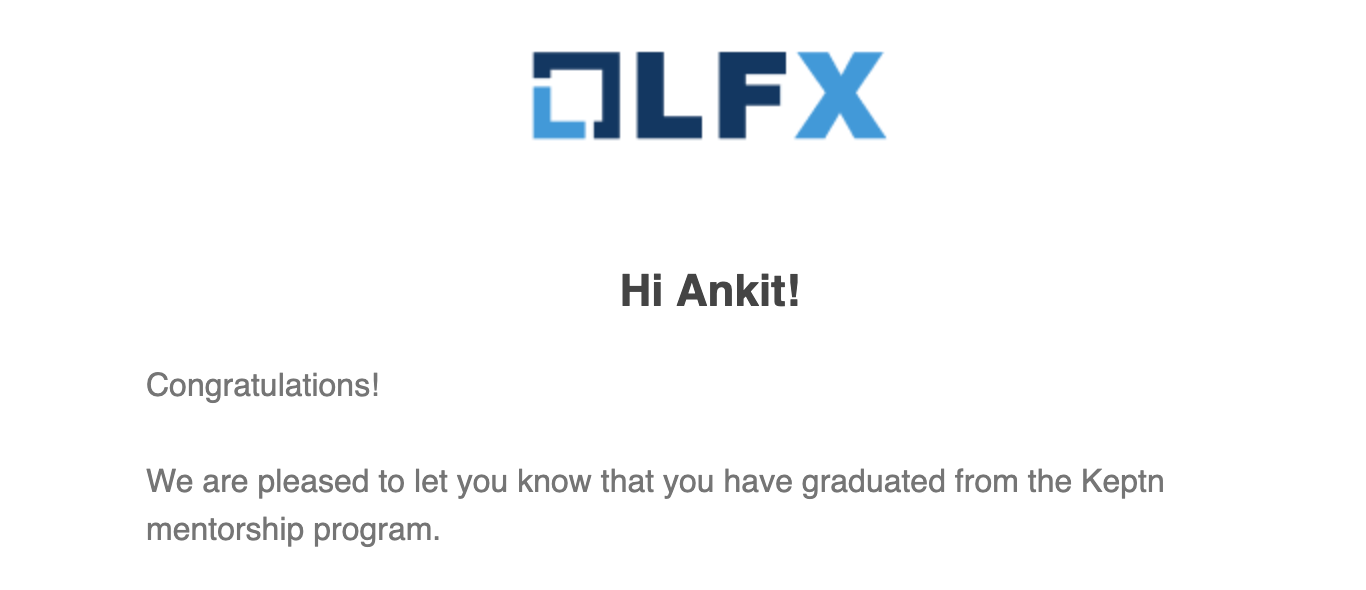 LFX
Hi Ankit!
Congratulations!
We are pleased to let you know that you have graduated from the Keptn
mentorship program.